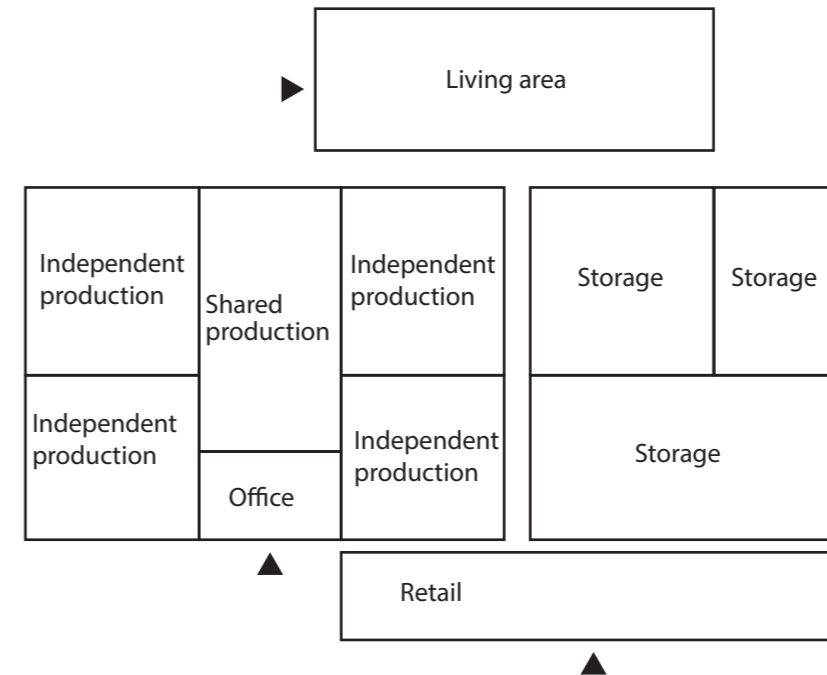 Living area
Independent
production
Shared
production
Independent
production
Storage
Storage
Independent
production
Office
Independent
production
Storage
Retail